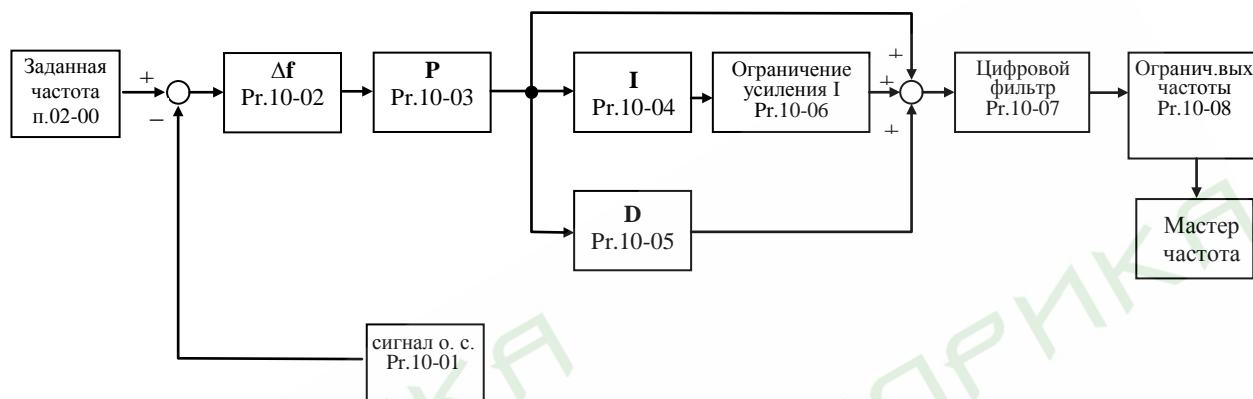 Заданная
частота
п.02-00
+
−
Δf
Pr.10-02
P
Pr.10-03
I
Pr.10-04
Ограничение
усиления I
Pr.10-06
D
Pr.10-05
+
+
+
Цифровой
фильтр
Pr.10-07
Огранич.вых
частоты
Pr.10-08
Мастер
частота
сигнал о. с.
Pr.10-01